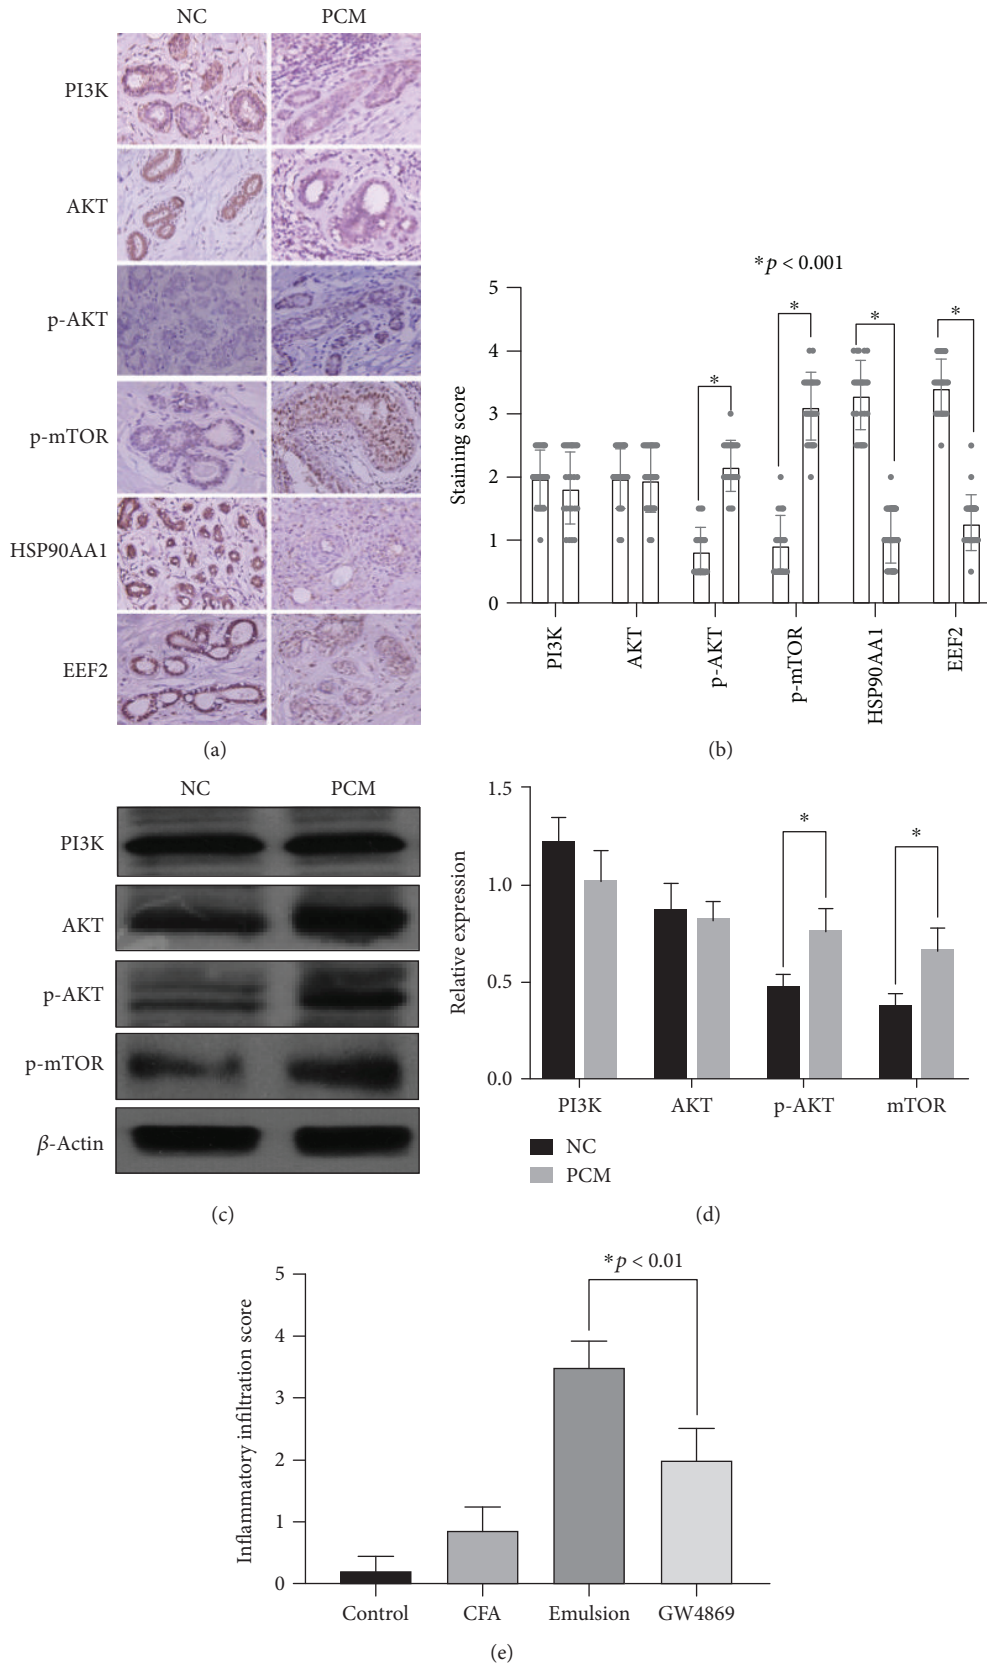 NC PCM
PI3K
AKT
p-AKT
p-mTOR
HSP90AA1
EEF2
(a)
*p < 0.001
Staining score
5
4
3
2
1
0
PI3K
AKT
p-AKT
p-mTOR
HSP90AA1
EEF2
* * * *
(b)
NC PCM
PI3K
AKT
p-AKT
p-mTOR
β-Actin
(c)
Relative expression
1.5
1.0
0.5
0.0
* *
PI3K AKT p-AKT mTOR
NC
PCM
(d)
*p < 0.01
Inflammatory infiltration score
5
4
3
2
1
0
Control CFA Emulsion GW4869
(e)